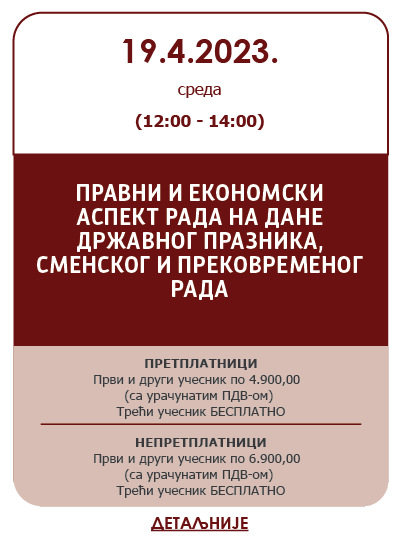 19.4.2023.
среда
(12:00 - 14:00)
ПРАВНИ И ЕКОНОМСКИ
АСПЕКТ РАДА НА ДАНЕ
ДРЖАВНОГ ПРАЗНИКА,
СМЕНСКОГ И ПРЕКОВРЕМЕНОГ
РАДА
ПРЕТПЛАТНИЦИ
Први и други учесник по 4.900,00
(са урачунатим ПДВ-ом)
Трећи учесник БЕСПЛАТНО
НЕПРЕТПЛАТНИЦИ
Први и други учесник по 6.900,00
(са урачунатим ПДВ-ом)
Трећи учесник БЕСПЛАТНО
ДЕТАЉНИЈЕ